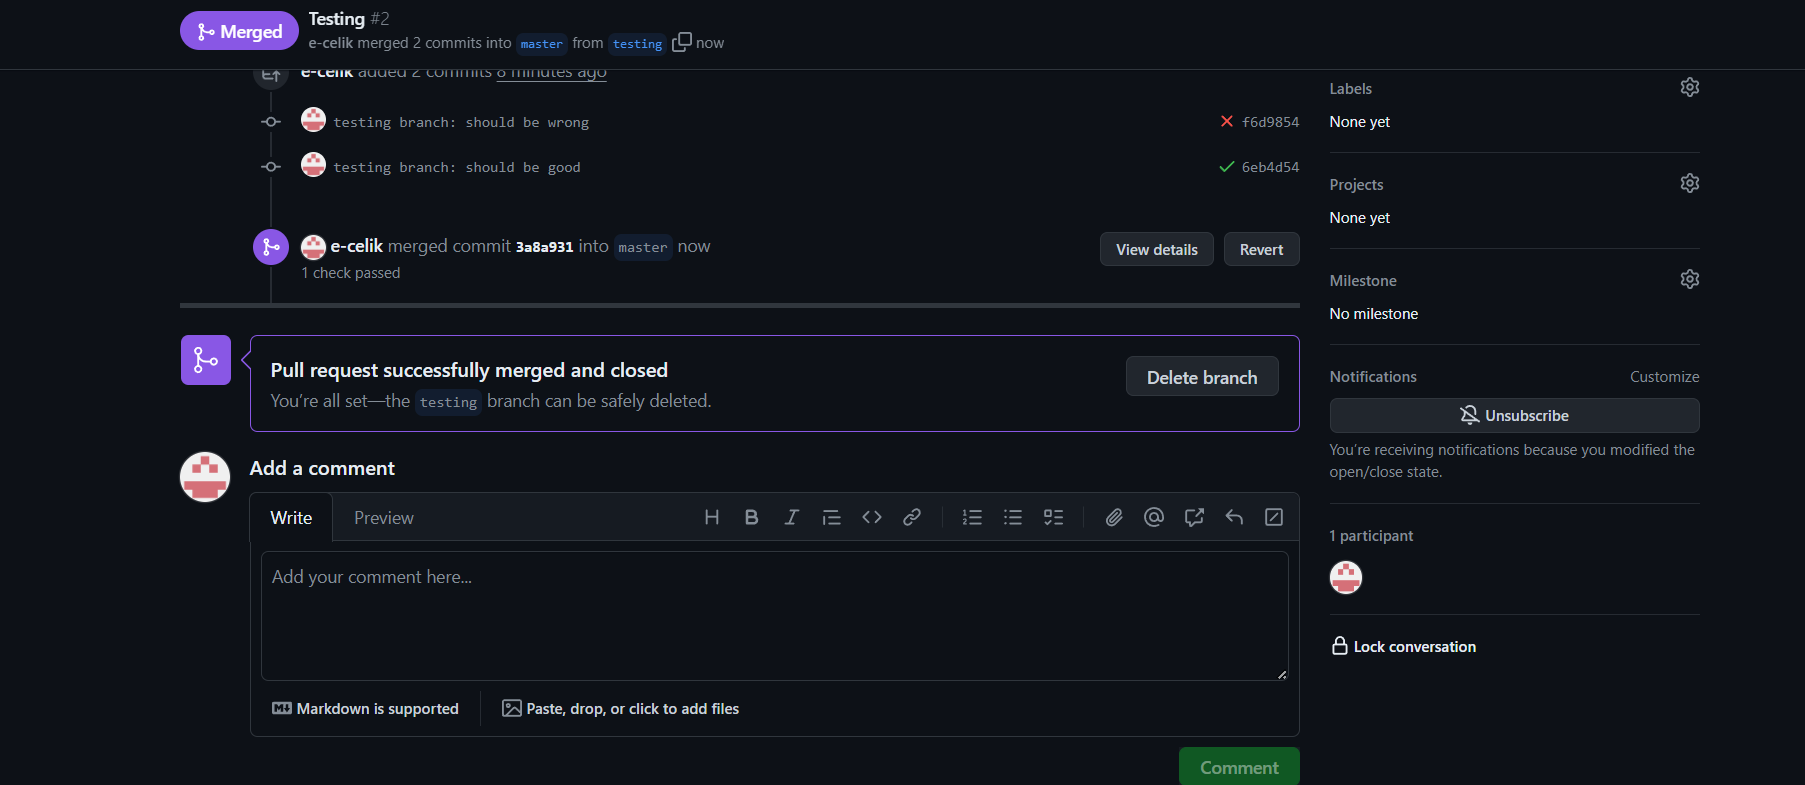 Merged
Testing #2
e-celik merged 2 commits into master from testing now
e-celik added 2 commits 8 minutes ago
testing branch: should be wrong
f6d9854
testing branch: should be good
6eb4d54
e-celik merged commit 3a8a931 into master now
1 check passed
View details
Revert
Pull request successfully merged and closed
You're all set—the testing branch can be safely deleted.
Delete branch
Add a comment
Write
Preview
Add your comment here...
Markdown is supported
Paste, drop, or click to add files
Comment
Labels
None yet
Projects
None yet
Milestone
No milestone
Notifications
Customize
Unsubscribe
You're receiving notifications because you modified the
open/close state.
1 participant
Lock conversation